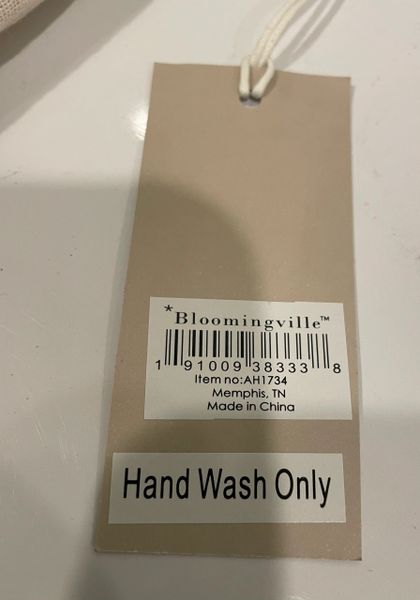 *Bloomingville™
1 91009 38333 8
Item no:AH1734
Memphis, TN
Made in China
Hand Wash Only